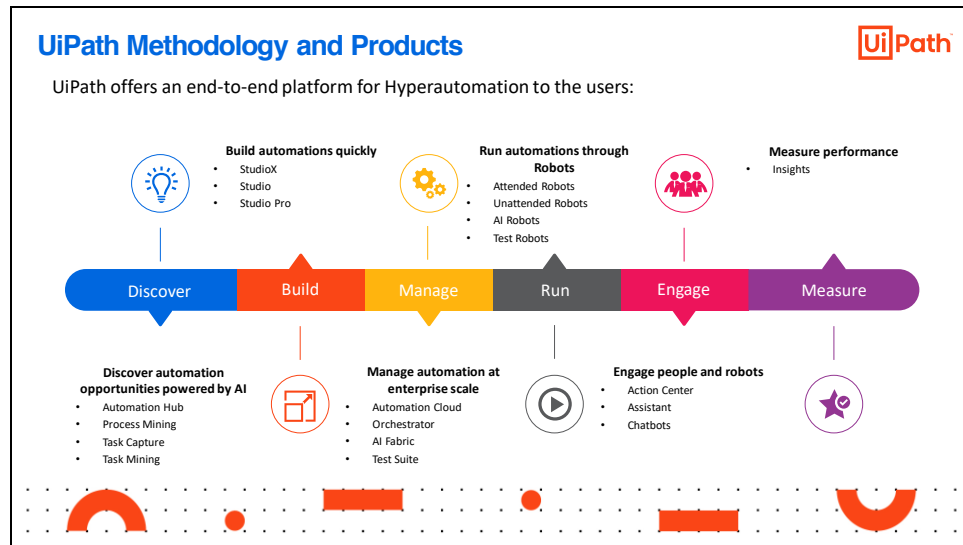 UiPath Methodology and Products
Ui Path
UiPath offers an end-to-end platform for Hyperautomation to the users:
Build automations quickly
• StudioX
• Studio
• Studio Pro
Run automations through
Robots
• Attended Robots
• Unattended Robots
• AI Robots
• Test Robots
Measure performance
• Insights
Discover
Build
Manage
Run
Engage
Measure
Discover automation
opportunities powered by AI
• Automation Hub
• Process Mining
• Task Capture
• Task Mining
Manage automation at
enterprise scale
• Automation Cloud
• Orchestrator
• AI Fabric
• Test Suite
Engage people and robots
• Action Center
• Assistant
• Chatbots